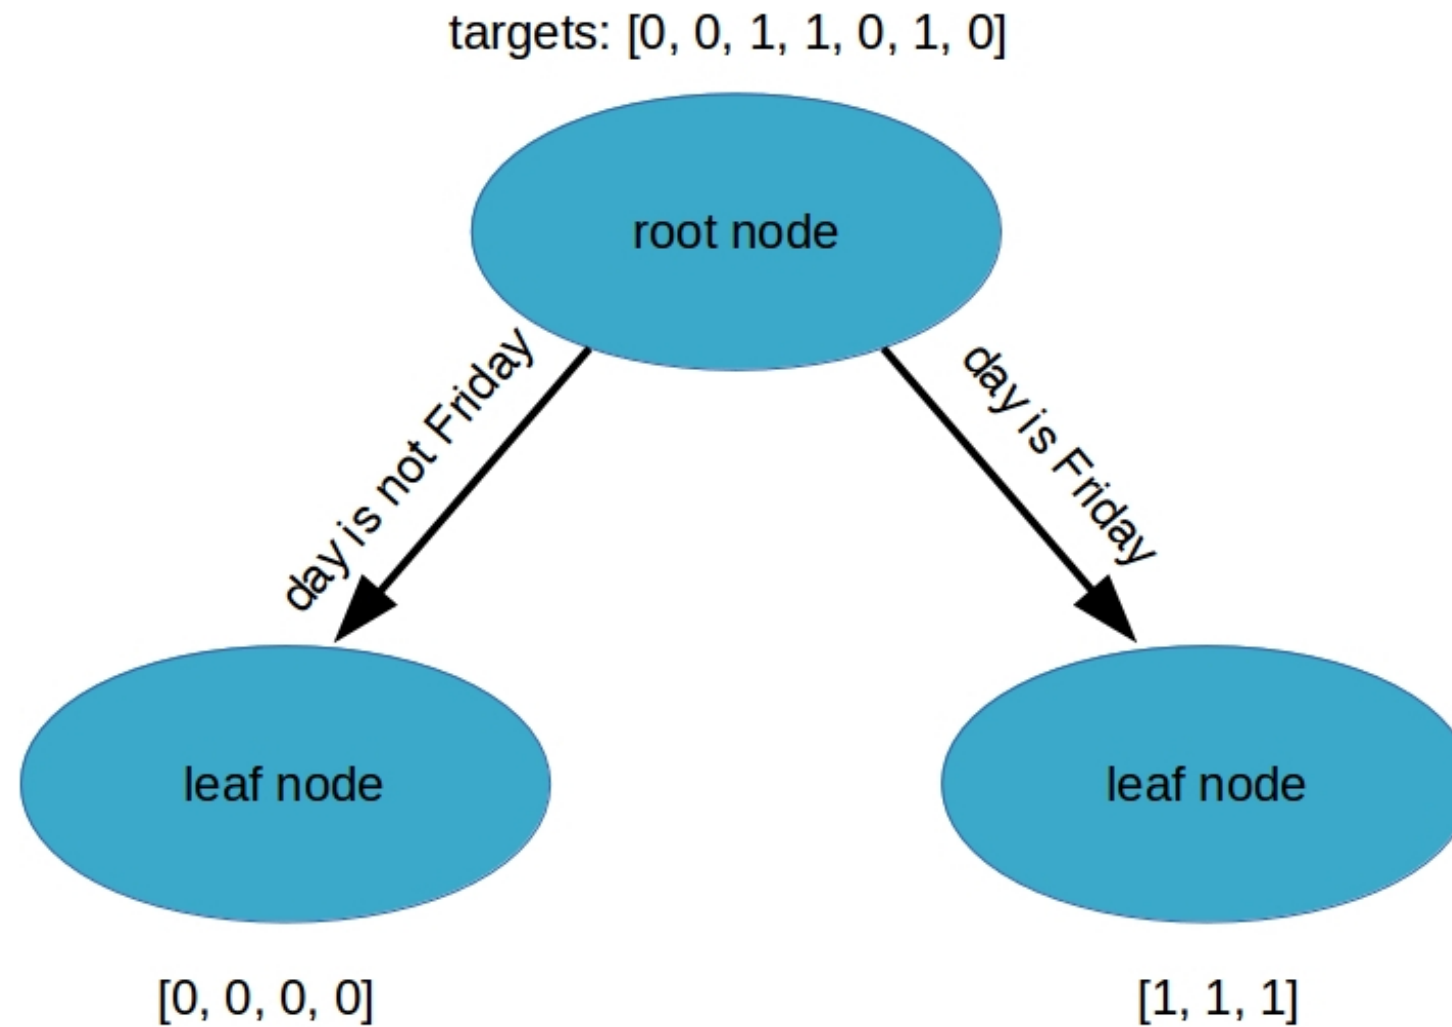 targets: [0, 0, 1, 1, 0, 1, 0]
root node
day is not Friday
day is Friday
leaf node
leaf node
[0, 0, 0, 0]
[1, 1, 1]